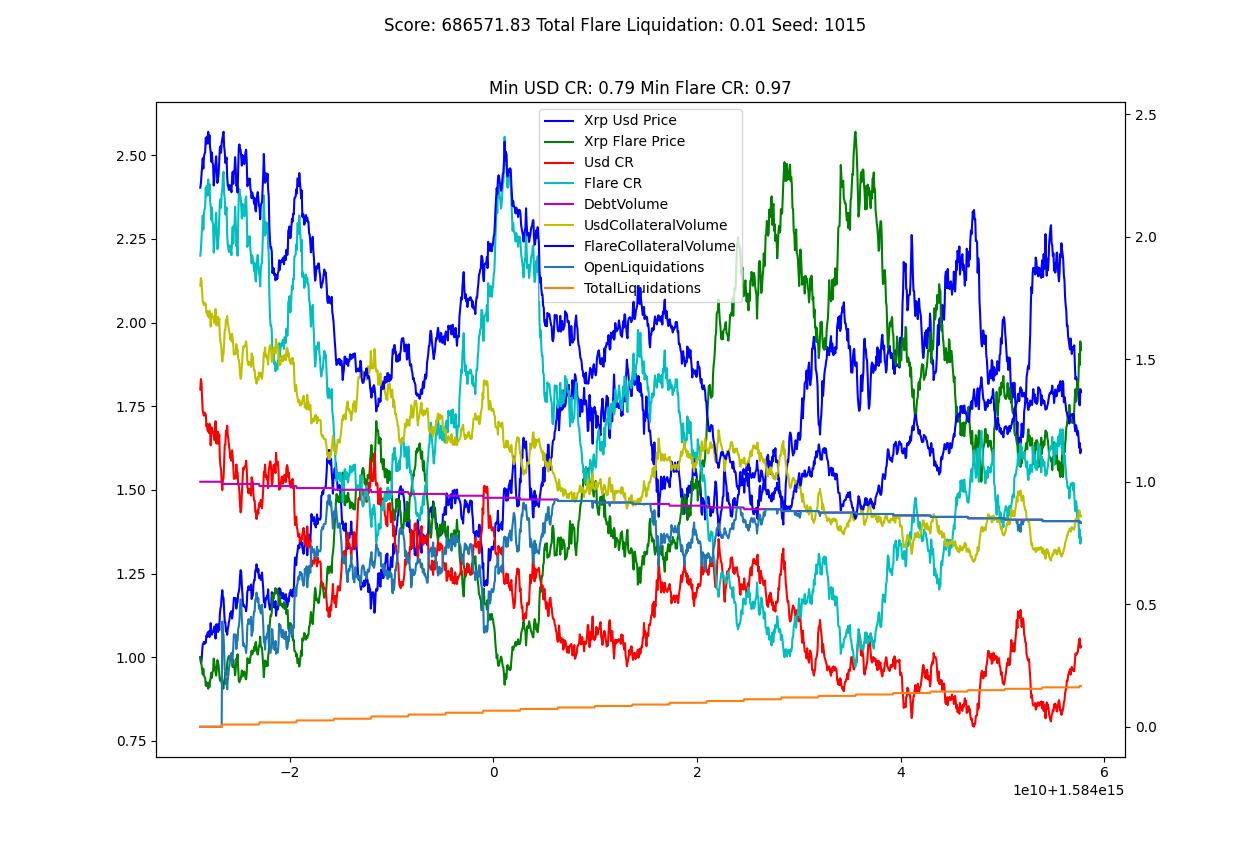 Score: 686571.83 Total Flare Liquidation: 0.01 Seed: 1015
Min USD CR: 0.79 Min Flare CR: 0.97
Xrp Usd Price
Xrp Flare Price
Usd CR
Flare CR
DebtVolume
UsdCollateralVolume
FlareCollateralVolume
OpenLiquidations
TotalLiquidations
2.50
2.25
2.00
1.75
1.50
1.25
1.00
0.75
2.5
2.0
1.5
1.0
0.5
0.0
−2 0 2 4 6
1e10+1.584e15